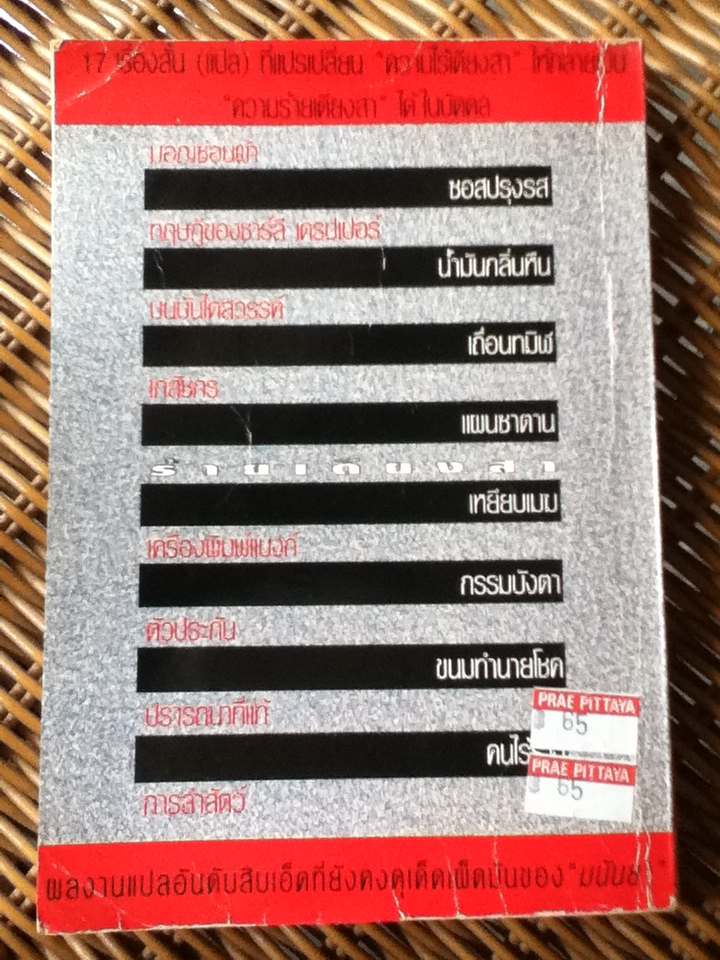 17 เรื่องสั้น (แปล) ที่แปรเปลี่ยน "ความไร้เดียงสา" ให้กลายเป็น
"ความร้ายเดียงสา" ได้ในบัดดล
มอญซ่อนผ้า
ซอสปรุงรส
ทฤษฎีของชาร์ลี เดรปเปอร์
น้ำมันกลิ่นหืน
บนบันไดสวรรค์
เถื่อนทมิฬ
เภสัชกร
แผนซาตาน
ร้ายเดียงสา
เหยียบเมฆ
เครื่องพิมพ์แบงค์
กรรมบังตา
ตัวประกัน
ขนมทำนายโชค
ปรารถนาที่แท้
คนไร้
PRAE PITTAYA
฿ 65
PRAE PITTAYA
฿ 65
การล่าสัตว์
ผลงานแปลอันดับสิบเอ็ดที่ยังคงดุเด็ดเผ็ดมันของ "มนันยา"